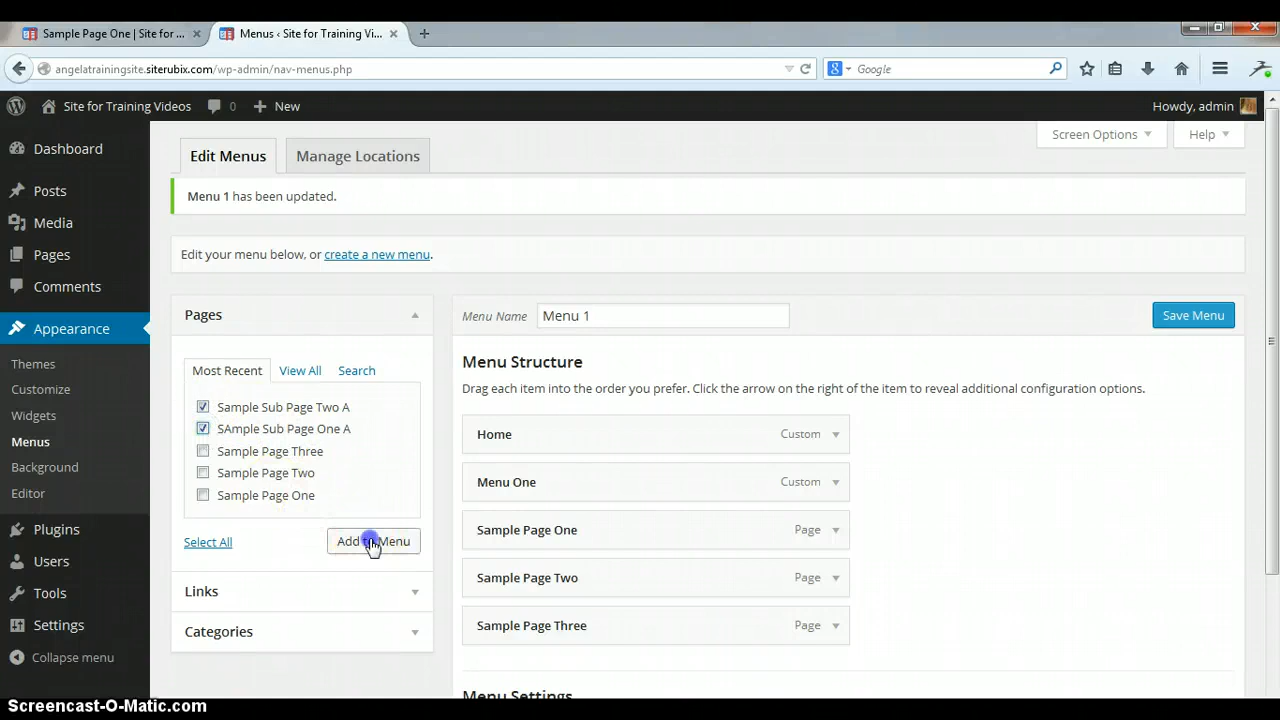 Sample Page One | Site for ...
Menus ‹ Site for Training Vi...
angelatrainingsite.siterubix.com/wp-admin/nav-menus.php
Google
Site for Training Videos
0
New
Howdy, admin
Screen Options
Help
Dashboard
Posts
Media
Pages
Comments
Appearance
Themes
Customize
Widgets
Menus
Background
Editor
Plugins
Users
Tools
Settings
Collapse menu
Edit Menus
Manage Locations
Menu 1 has been updated.
Edit your menu below, or create a new menu.
Pages
Most Recent
View All
Search
Sample Sub Page Two A
SAmple Sub Page One A
Sample Page Three
Sample Page Two
Sample Page One
Select All
Add to Menu
Links
Categories
Menu Name
Menu 1
Save Menu
Menu Structure
Drag each item into the order you prefer. Click the arrow on the right of the item to reveal additional configuration options.
Home Custom
Menu One Custom
Sample Page One Page
Sample Page Two Page
Sample Page Three Page
Menu Settings
Screencast-O-Matic.com